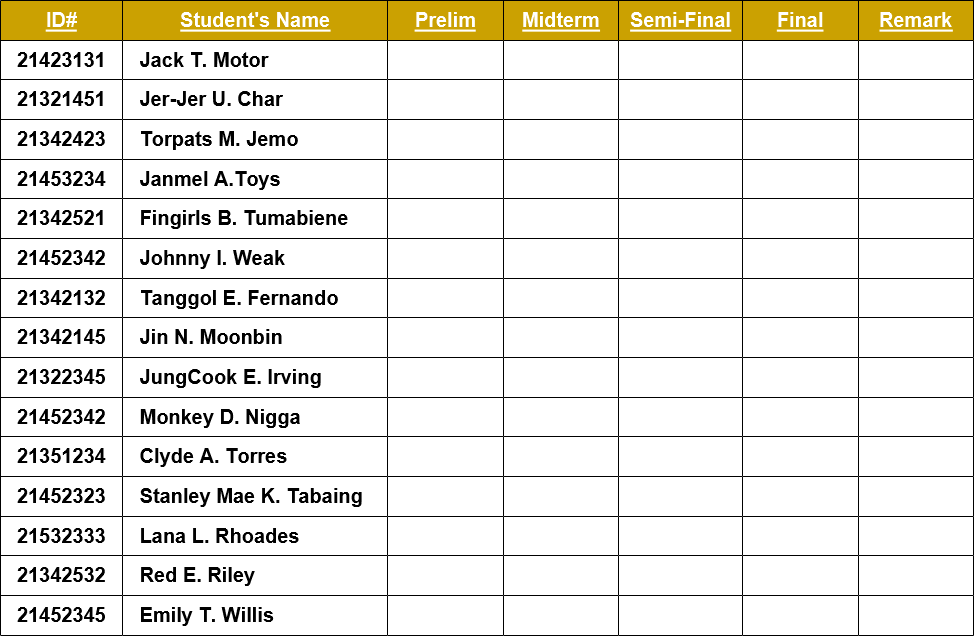 ID# Student's Name Prelim Midterm Semi-Final Final Remark
21423131 Jack T. Motor
21321451 Jer-Jer U. Char
21342423 Torpats M. Jemo
21453234 Janmel A.Toys
21342521 Fingirls B. Tumabiene
21452342 Johnny I. Weak
21342132 Tanggol E. Fernando
21342145 Jin N. Moonbin
21322345 JungCook E. Irving
21452342 Monkey D. Nigga
21351234 Clyde A. Torres
21452323 Stanley Mae K. Tabaing
21532333 Lana L. Rhoades
21342532 Red E. Riley
21452345 Emily T. Willis